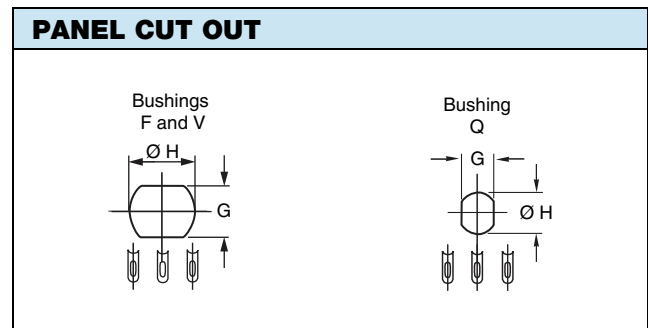 PANEL CUT OUT
Bushings
F and V
Ø H
G
Bushing
Q
G
Ø H